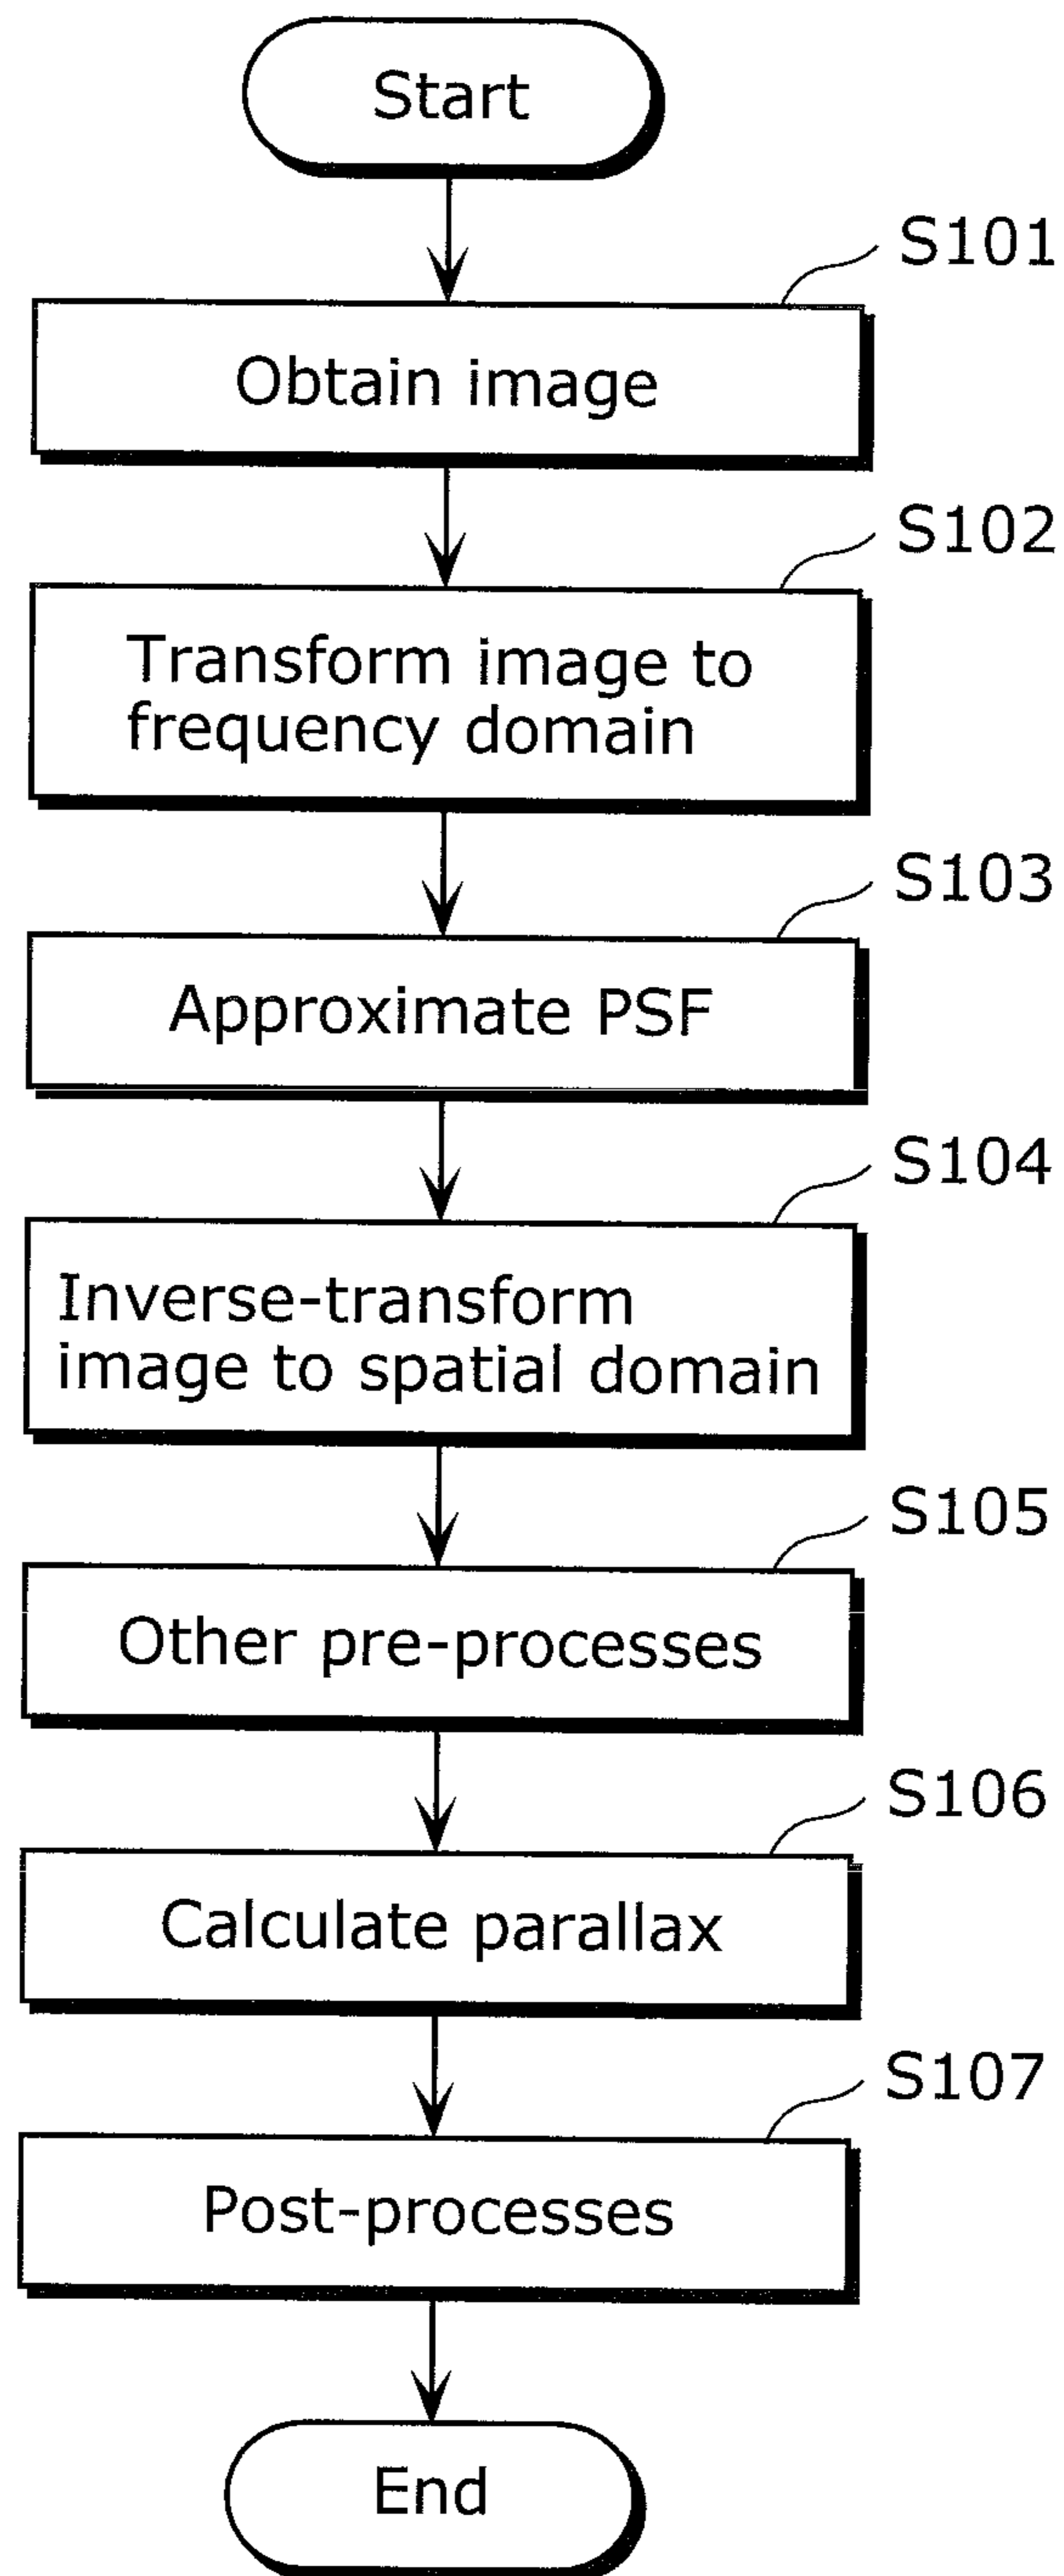 Start
S101
Obtain image
S102
Transform image to
frequency domain
S103
Approximate PSF
S104
Inverse-transform
image to spatial domain
S105
Other pre-processes
S106
Calculate parallax
S107
Post-processes
End